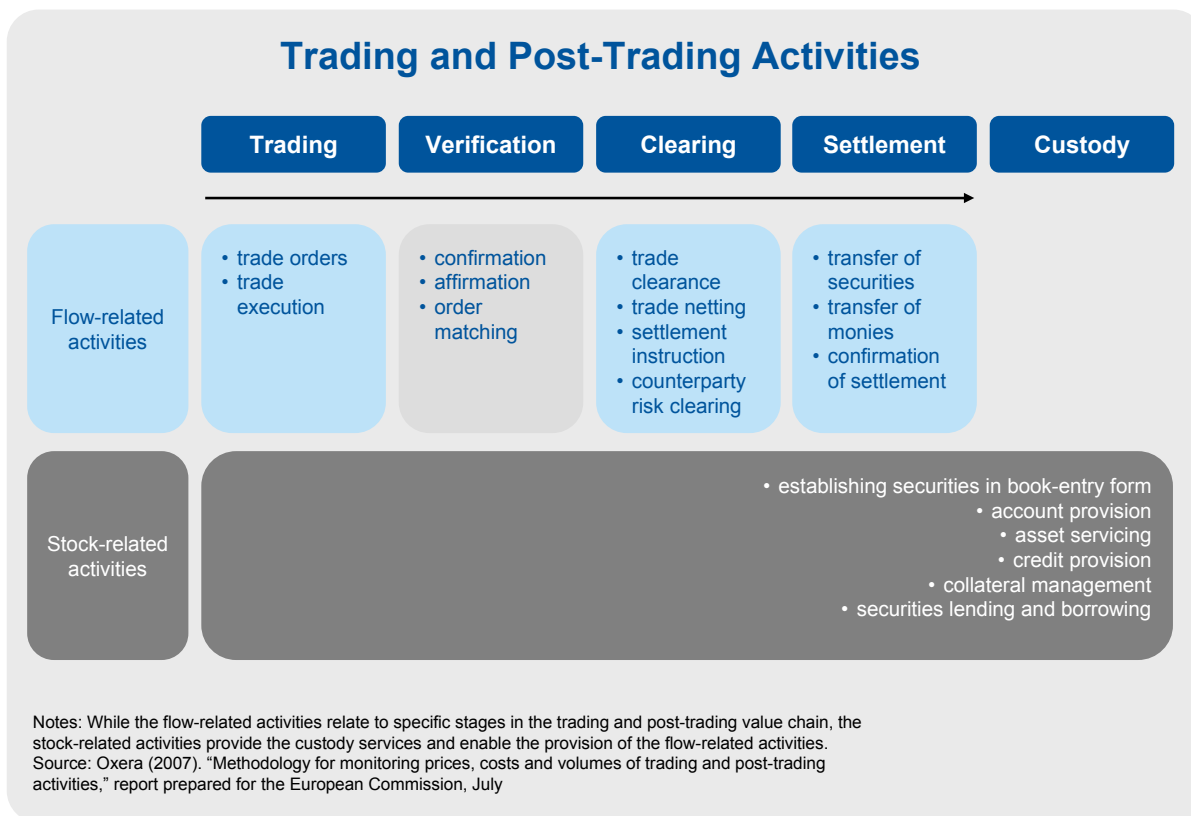 Trading and Post-Trading Activities
Trading
Verification
Clearing
Settlement
Custody
Flow-related
activities
• trade orders
• trade
execution
• confirmation
• affirmation
• order
matching
• trade
clearance
• trade netting
• settlement
instruction
• counterparty
risk clearing
• transfer of
securities
• transfer of
monies
• confirmation
of settlement
Stock-related
activities
• establishing securities in book-entry form
• account provision
• asset servicing
• credit provision
• collateral management
• securities lending and borrowing
Notes: While the flow-related activities relate to specific stages in the trading and post-trading value chain, the
stock-related activities provide the custody services and enable the provision of the flow-related activities.
Source: Oxera (2007). “Methodology for monitoring prices, costs and volumes of trading and post-trading
activities,” report prepared for the European Commission, July